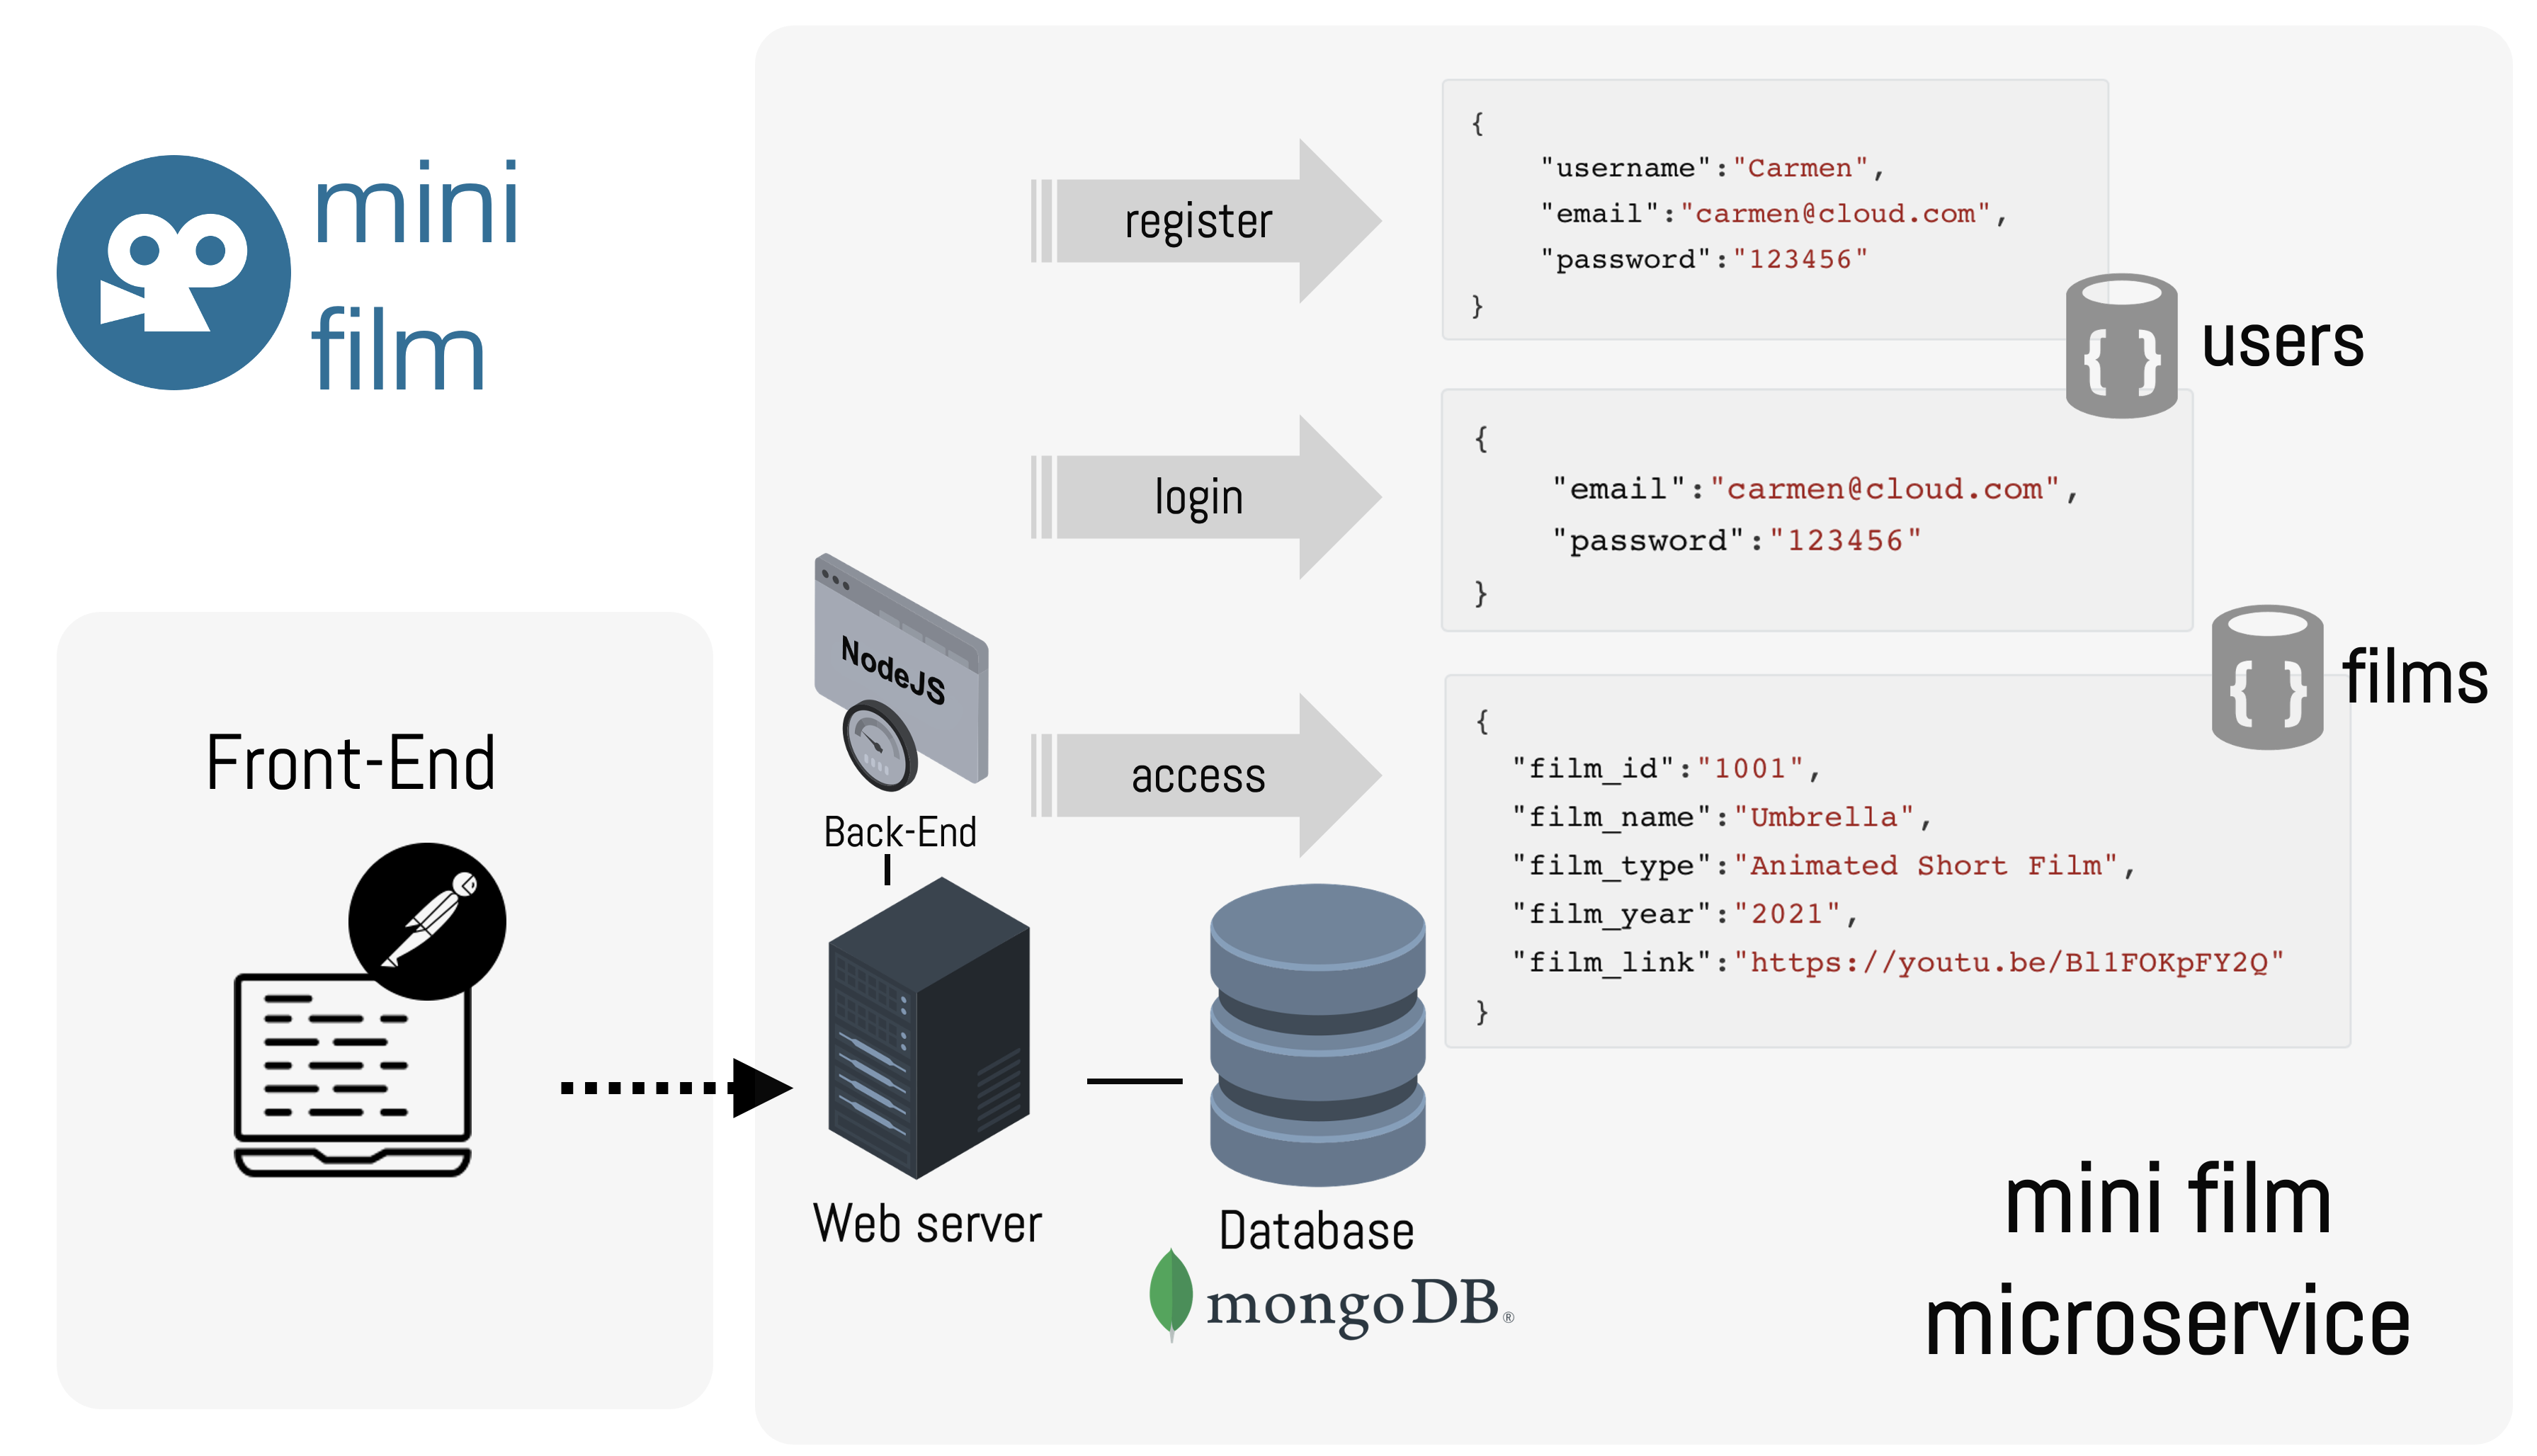 mini
film
Front-End
NodeJS
Back-End
Web server
Database
mongoDB®
register
{
"username":"Carmen",
"email":"carmen@cloud.com",
"password":"123456"
}
users
login
{
"email":"carmen@cloud.com",
"password":"123456"
}
films
access
{
"film_id":"1001",
"film_name":"Umbrella",
"film_type":"Animated Short Film",
"film_year":"2021",
"film_link":"https://youtu.be/Bl1FOKpFY2Q"
}
{ }
{ }
mini film
microservice